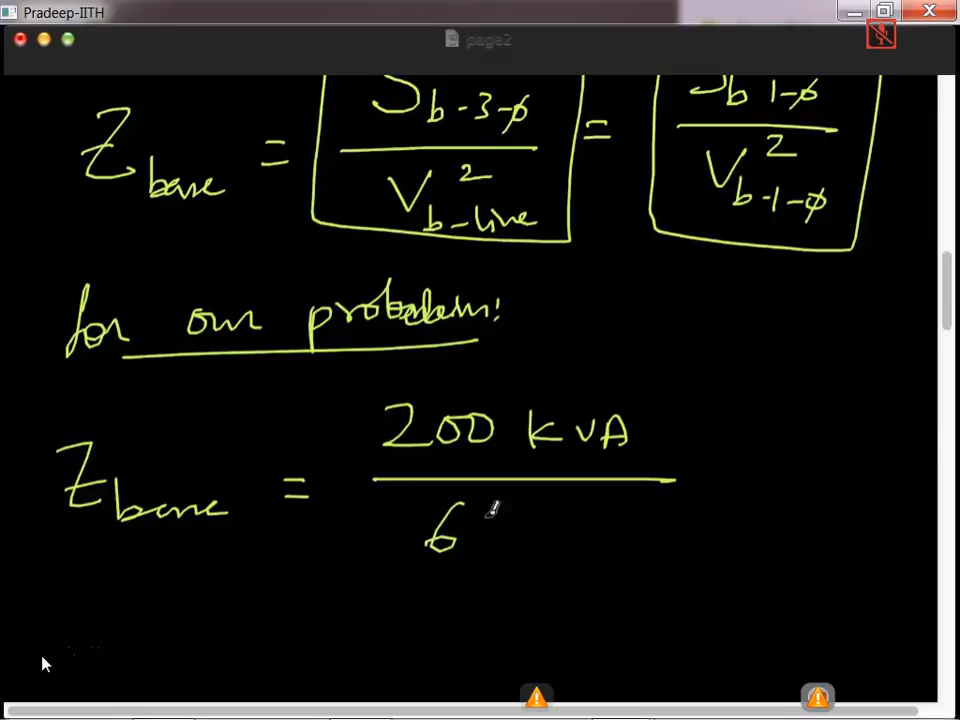 Pradeep-IITH
page2
Z base = S b-3-ϕ / V² b-line = S b 1-ϕ / V² b-1-ϕ
for our problem:
Z base = 200 kVA / 6